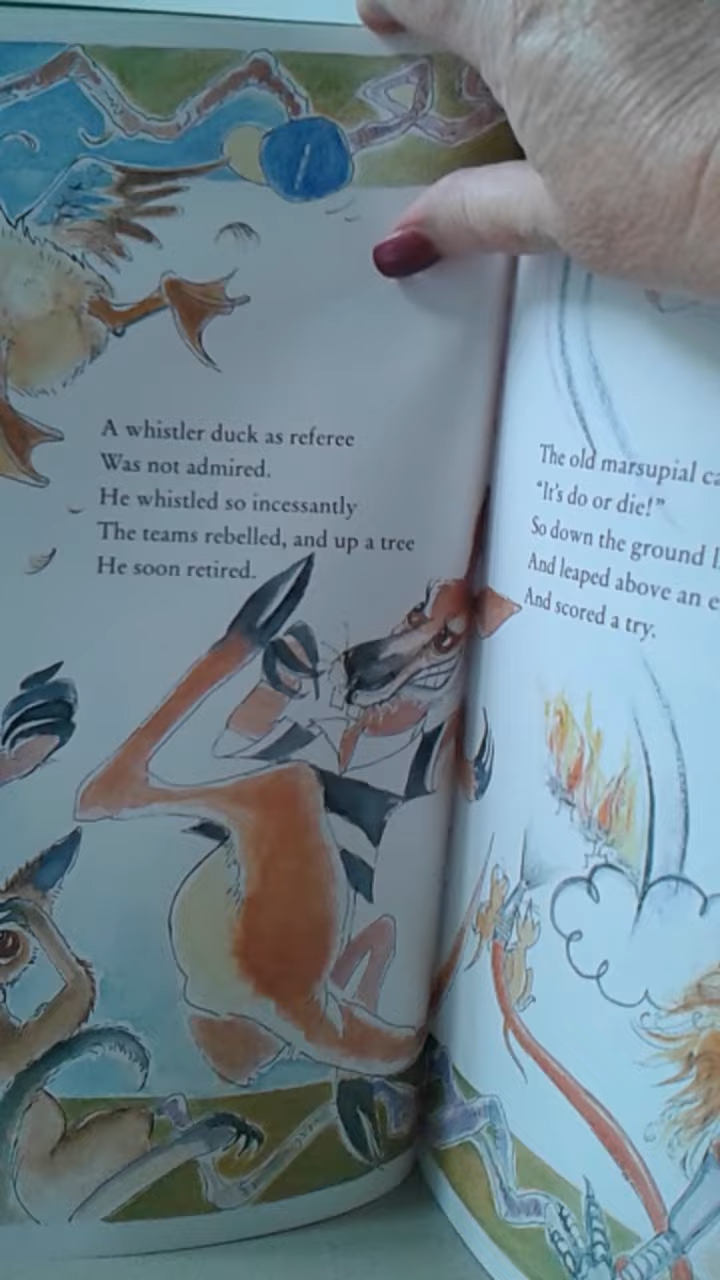 A whistler duck as referee
Was not admired.
He whistled so incessantly
The teams rebelled, and up a tree
He soon retired.
The old marsupial
"It's do or die!"
So down the ground
And leaped above an
And scored a try.